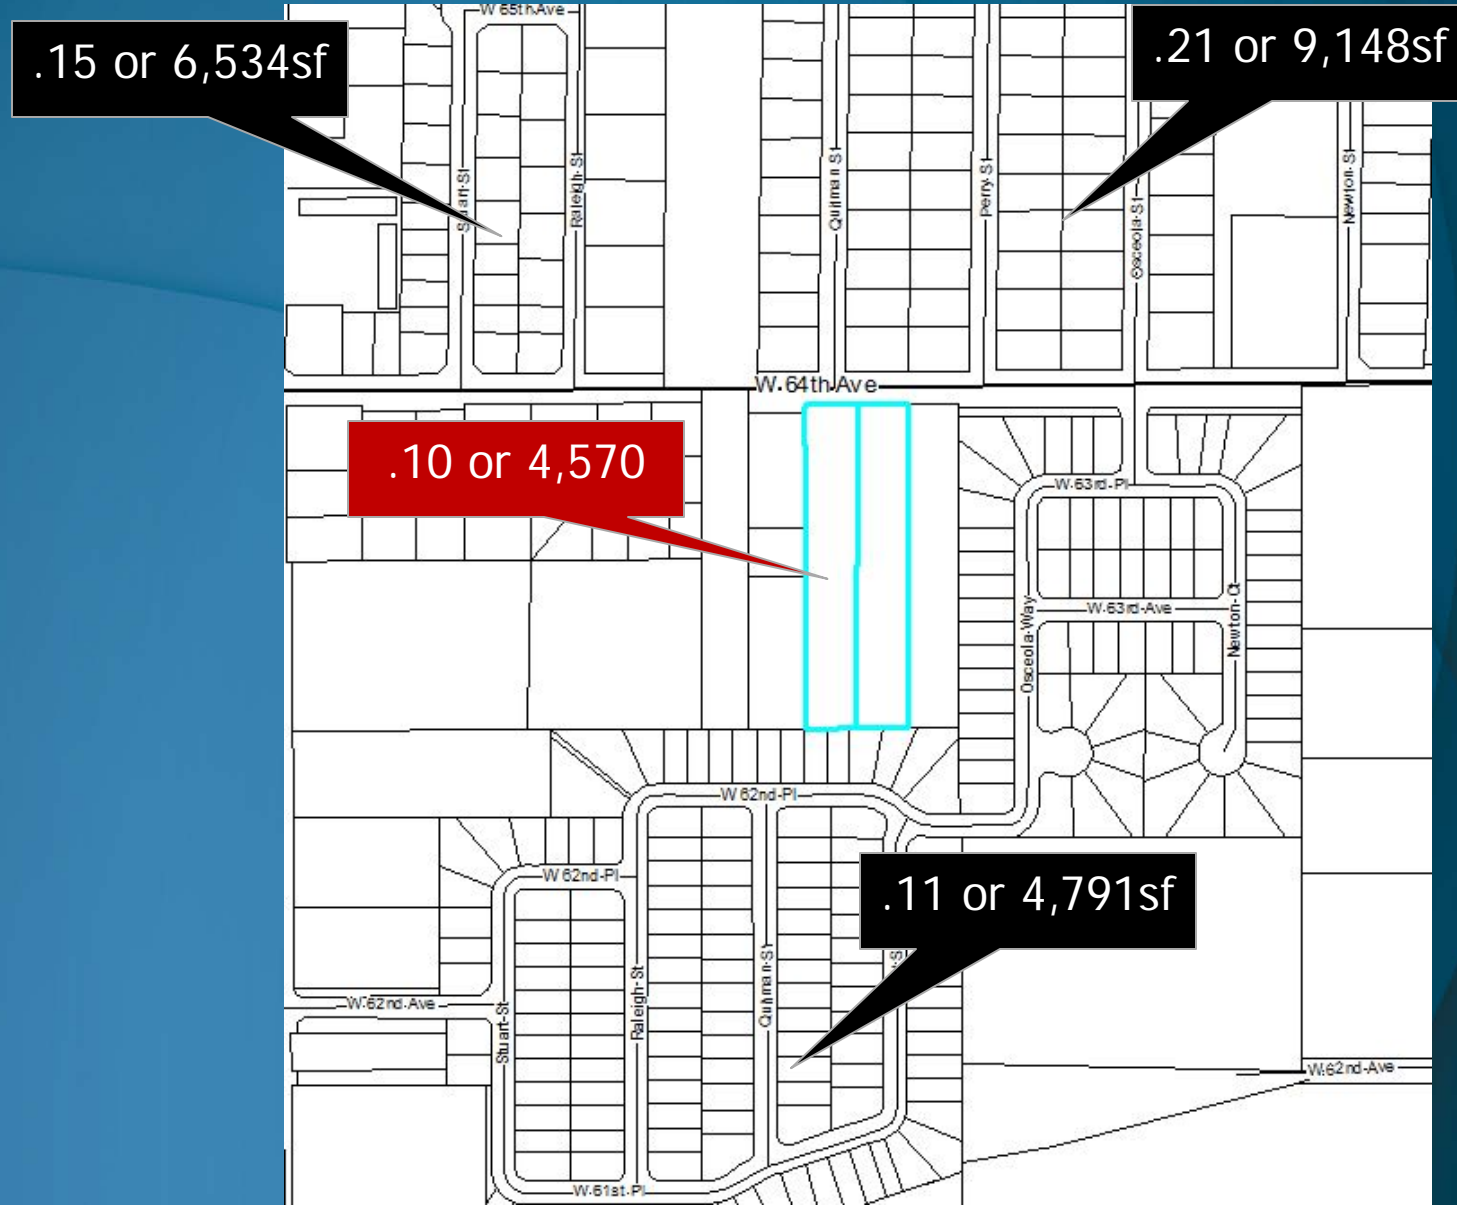 W 65th Ave
.15 or 6,534sf
.21 or 9,148sf
Stuart St
Raleigh St
Quitman St
Perry St
Osceola St
Newton St
W. 64th Ave
.10 or 4,570
W 63rd Pl
W 63rd Ave
Osceola Way
Newton Ct
W 62nd Pl
W 62nd Pl
.11 or 4,791sf
W 62nd Ave
Stuart St
Raleigh St
Quitman St
W 62nd Ave
W 61st Pl